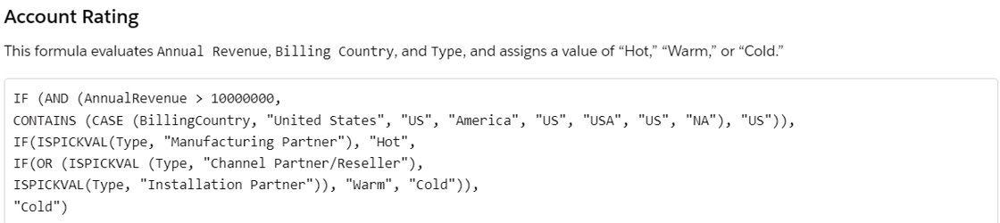 Account Rating
This formula evaluates Annual Revenue, Billing Country, and Type, and assigns a value of “Hot,” “Warm,” or “Cold.”
IF (AND (AnnualRevenue > 10000000,
CONTAINS (CASE (BillingCountry, "United States", "US", "America", "US", "USA", "US", "NA"), "US")),
IF(ISPICKVAL(Type, "Manufacturing Partner"), "Hot",
IF(OR (ISPICKVAL (Type, "Channel Partner/Reseller"),
ISPICKVAL(Type, "Installation Partner")), "Warm", "Cold")),
"Cold")